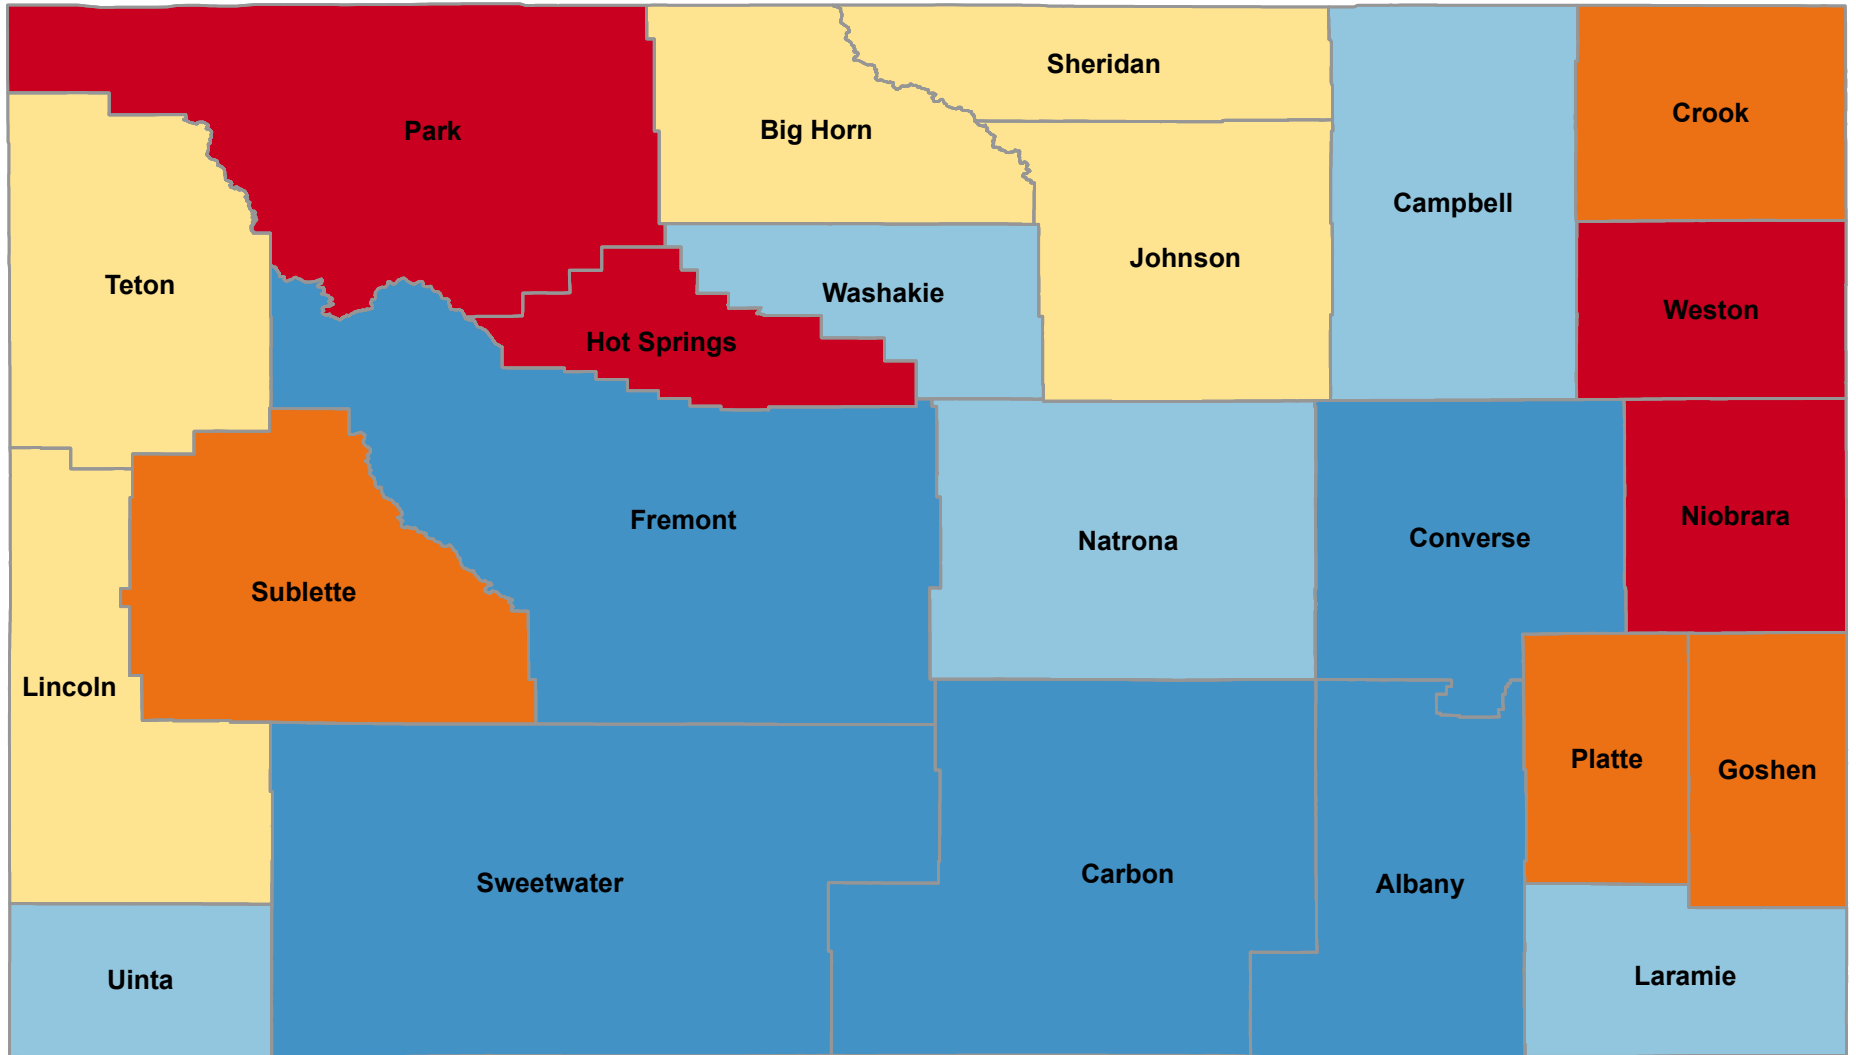 Sheridan
Crook
Park
Big Horn
Campbell
Johnson
Teton
Washakie
Weston
Hot Springs
Niobrara
Fremont
Converse
Natrona
Sublette
Lincoln
Platte
Goshen
Carbon
Sweetwater
Albany
Laramie
Uinta